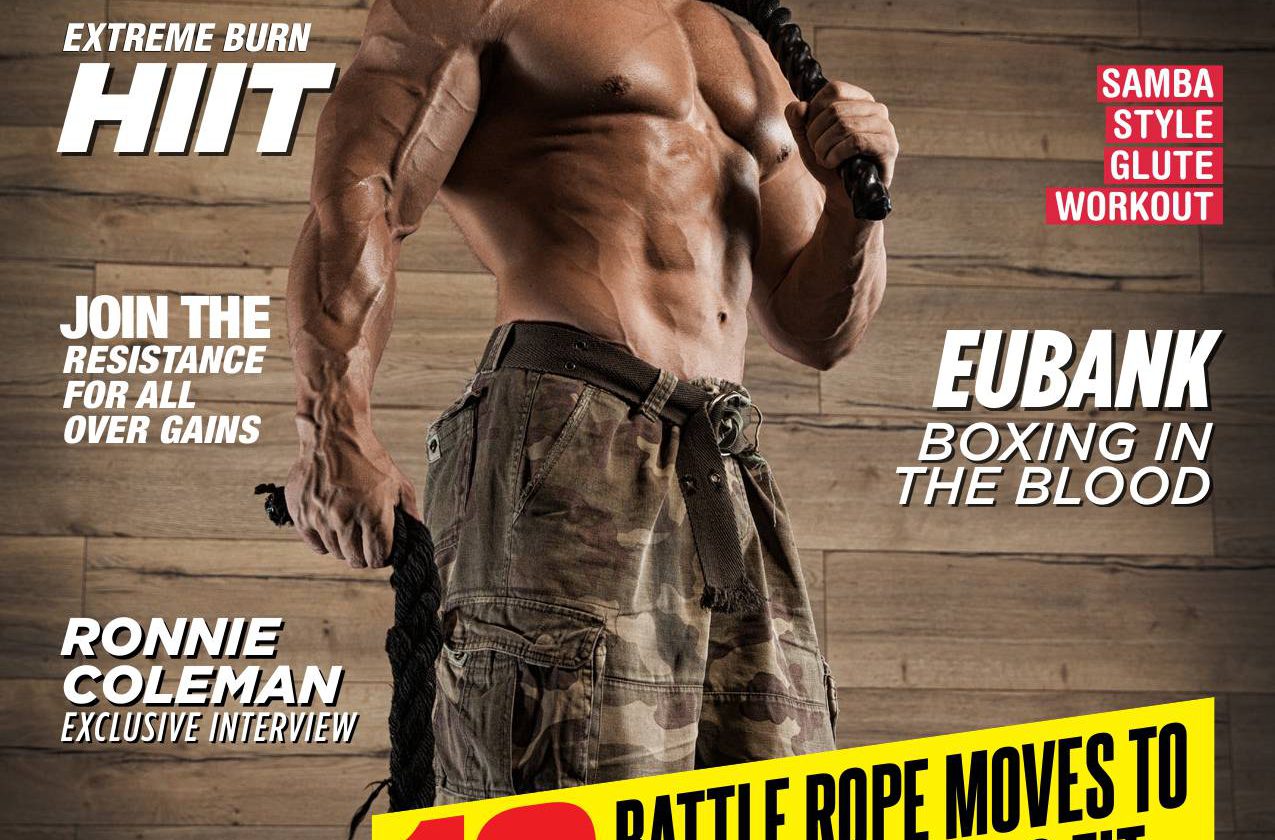 EXTREME BURN
HIIT
SAMBA
STYLE
GLUTE
WORKOUT
JOIN THE
RESISTANCE
FOR ALL
OVER GAINS
EUBANK
BOXING IN
THE BLOOD
RONNIE
COLEMAN
EXCLUSIVE INTERVIEW
BATTLE ROPE MOVES TO